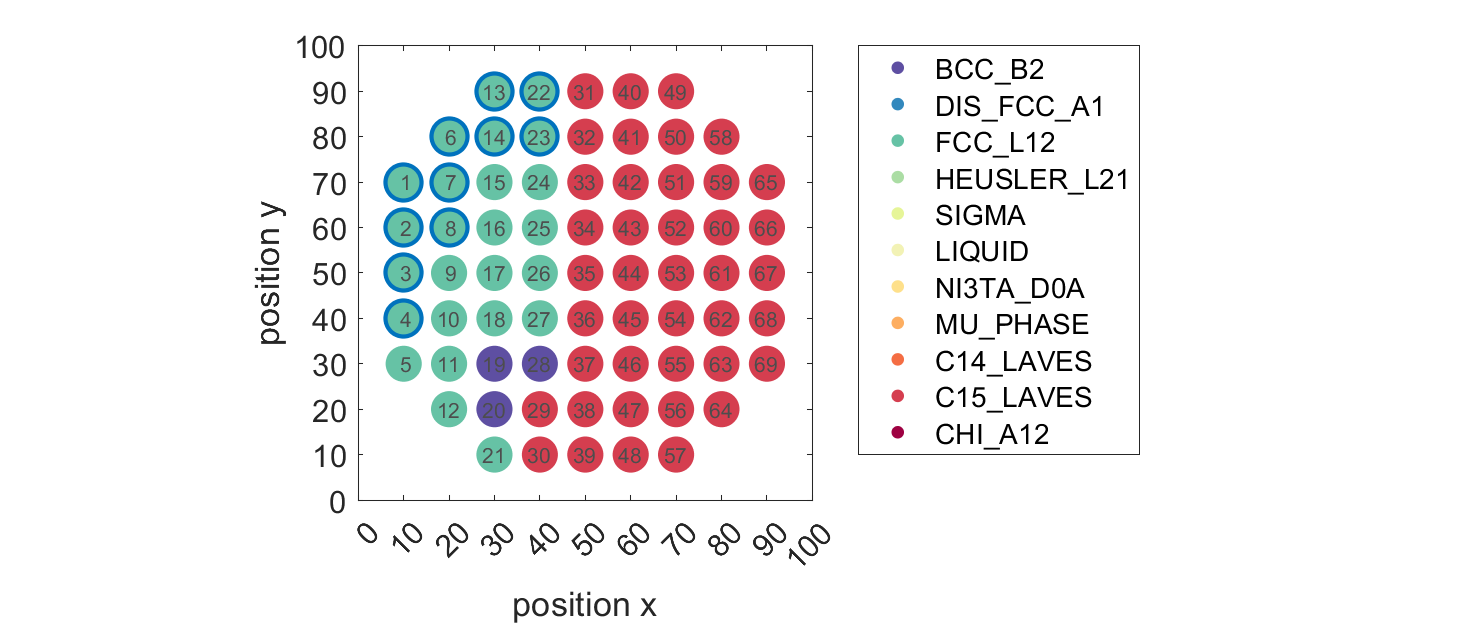 100
90 13 22 31 40 49
80 6 14 23 32 41 50 58
70 1 7 15 24 33 42 51 59 65
60 2 8 16 25 34 43 52 60 66
50 3 9 17 26 35 44 53 61 67
40 4 10 18 27 36 45 54 62 68
30 5 11 19 28 37 46 55 63 69
20 12 20 29 38 47 56 64
10 21 30 39 48 57
0
0 10 20 30 40 50 60 70 80 90 100
position x
position y
BCC_B2
DIS_FCC_A1
FCC_L12
HEUSLER_L21
SIGMA
LIQUID
NI3TA_D0A
MU_PHASE
C14_LAVES
C15_LAVES
CHI_A12